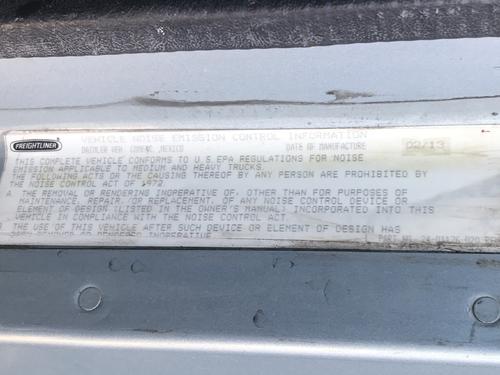 FREIGHTLINER
VEHICLE NOISE EMISSION CONTROL INFORMATION
DAIMLER VEH COMERC. MEXICO DATE OF MANUFACTURE 02/13
THIS COMPLETE VEHICLE CONFORMS TO U.S.EPA REGULATIONS FOR NOISE
EMISSION APPLICABLE TO MEDIUM AND HEAVY TRUCKS.
THE FOLLOWING ACTS OR THE CAUSING THEREOF BY ANY PERSON ARE PROHIBITED BY
THE NOISE CONTROL ACT OF 1972
A THE REMOVAL, OR RENDERING INOPERATIVE OF, OTHER THAN FOR PURPOSES OF
MAINTENANCE, REPAIR, OR REPLACEMENT, OF ANY NOISE CONTROL DEVICE OR
ELEMENT OF DESIGN (LISTED IN THE OWNER'S MANUAL) INCORPORATED INTO THIS
VEHICLE IN COMPLIANCE WITH THE NOISE CONTROL ACT
THE USE OF THIS VEHICLE AFTER SUCH DEVICE OR ELEMENT OF DESIGN HAS
OR RENDERED INOPERATIVE
PART NO.